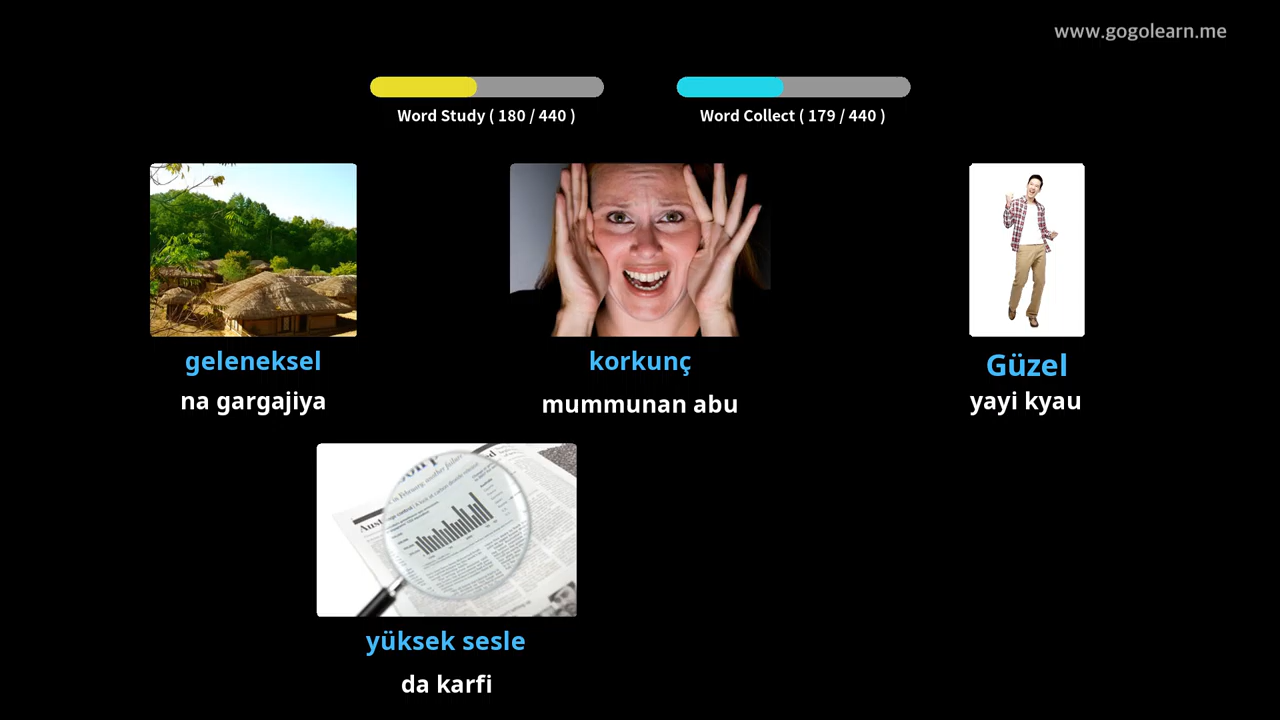 www.gogolearn.me
Word Study ( 180 / 440 )
Word Collect ( 179 / 440 )
geleneksel
na gargajiya
korkunç
mummunan abu
Güzel
yayi kyau
yüksek sesle
da karfi